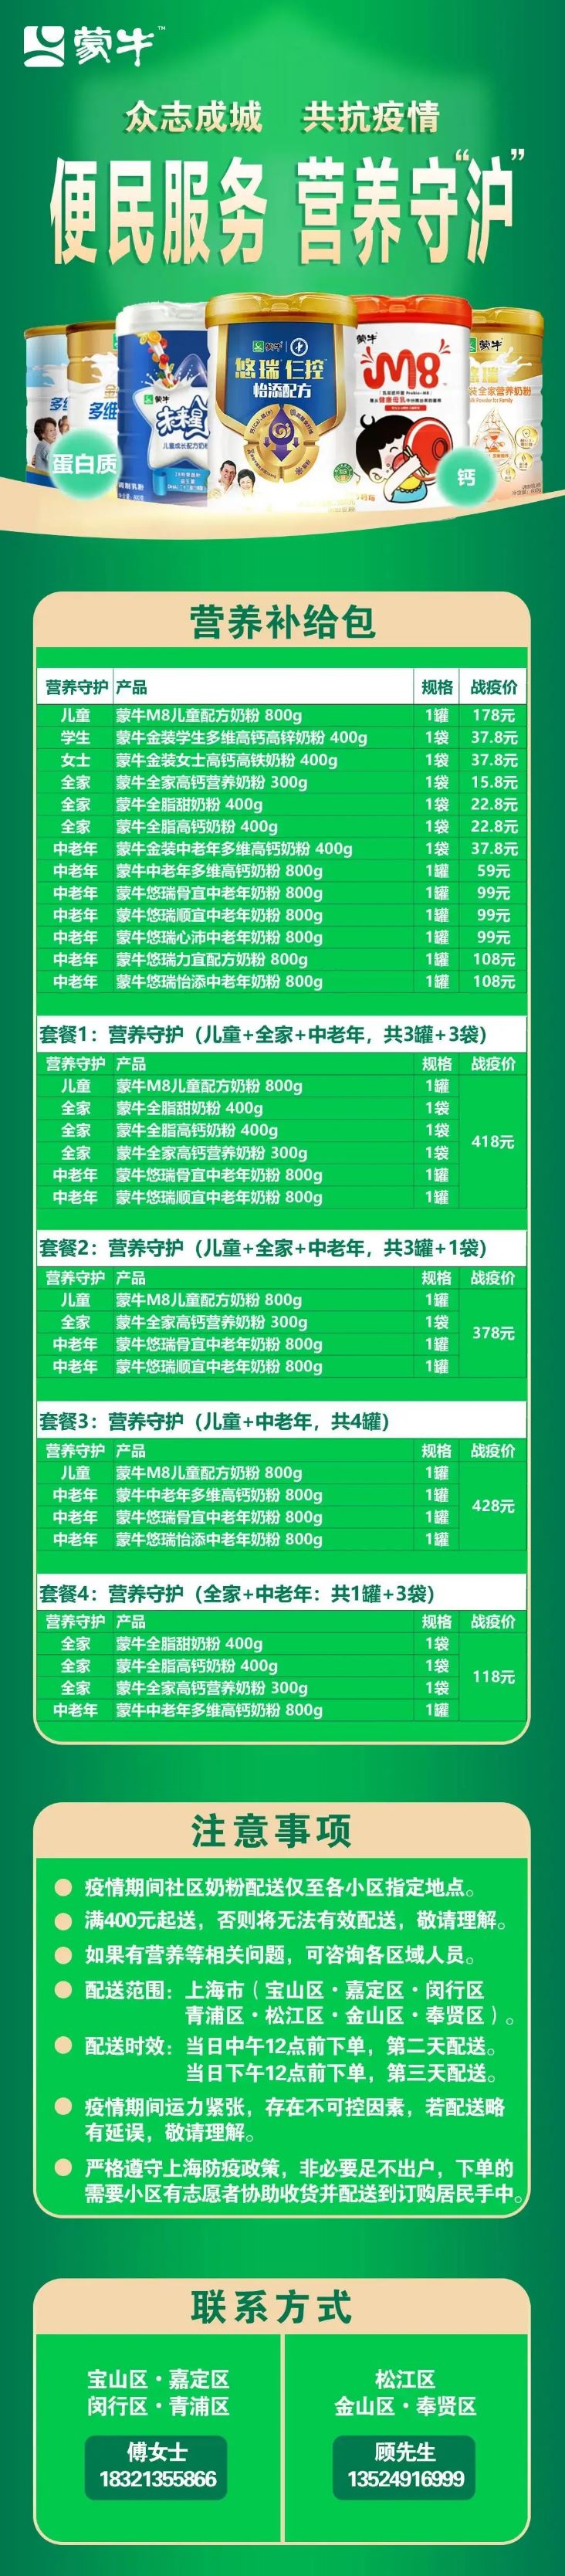 蒙牛™
众志成城 共抗疫情
便民服务 营养守“沪”
蒙牛
悠瑞 仨控
怡添配方
蒙牛
M8
蒙牛
未来星
儿童成长配方奶粉
调制乳粉
多维
蒙牛
蛋白质
钙
营养补给包
营养守护 产品 规格 战疫价
儿童 蒙牛M8儿童配方奶粉 800g 1罐 178元
学生 蒙牛金装学生多维高钙高锌奶粉 400g 1袋 37.8元
女士 蒙牛金装女士高钙高铁奶粉 400g 1袋 37.8元
全家 蒙牛全家高钙营养奶粉 300g 1袋 15.8元
全家 蒙牛全脂甜奶粉 400g 1袋 22.8元
全家 蒙牛全脂高钙奶粉 400g 1袋 22.8元
中老年 蒙牛金装中老年多维高钙奶粉 400g 1袋 37.8元
中老年 蒙牛中老年多维高钙奶粉 800g 1罐 59元
中老年 蒙牛悠瑞骨宜中老年奶粉 800g 1罐 99元
中老年 蒙牛悠瑞顺宜中老年奶粉 800g 1罐 99元
中老年 蒙牛悠瑞心沛中老年奶粉 800g 1罐 99元
中老年 蒙牛悠瑞力宜配方奶粉 800g 1罐 108元
中老年 蒙牛悠瑞怡添中老年奶粉 800g 1罐 108元
套餐1：营养守护（儿童+全家+中老年，共3罐+3袋）
营养守护 产品 规格 战疫价
儿童 蒙牛M8儿童配方奶粉 800g 1罐
全家 蒙牛全脂甜奶粉 400g 1袋
全家 蒙牛全脂高钙奶粉 400g 1袋
418元
全家 蒙牛全家高钙营养奶粉 300g 1袋
中老年 蒙牛悠瑞骨宜中老年奶粉 800g 1罐
中老年 蒙牛悠瑞顺宜中老年奶粉 800g 1罐
套餐2：营养守护（儿童+全家+中老年，共3罐+1袋）
营养守护 产品 规格 战疫价
儿童 蒙牛M8儿童配方奶粉 800g 1罐
全家 蒙牛全家高钙营养奶粉 300g 1袋
378元
中老年 蒙牛悠瑞骨宜中老年奶粉 800g 1罐
中老年 蒙牛悠瑞顺宜中老年奶粉 800g 1罐
套餐3：营养守护（儿童+中老年，共4罐）
营养守护 产品 规格 战疫价
儿童 蒙牛M8儿童配方奶粉 800g 1罐
中老年 蒙牛中老年多维高钙奶粉 800g 1罐
428元
中老年 蒙牛悠瑞骨宜中老年奶粉 800g 1罐
中老年 蒙牛悠瑞怡添中老年奶粉 800g 1罐
套餐4：营养守护（全家+中老年：共1罐+3袋）
营养守护 产品 规格 战疫价
全家 蒙牛全脂甜奶粉 400g 1袋
全家 蒙牛全脂高钙奶粉 400g 1袋
118元
全家 蒙牛全家高钙营养奶粉 300g 1袋
中老年 蒙牛中老年多维高钙奶粉 800g 1罐
注意事项
疫情期间社区奶粉配送仅至各小区指定地点。
满400元起送，否则将无法有效配送，敬请理解。
如果有营养等相关问题，可咨询各区域人员。
配送范围：上海市（宝山区·嘉定区·闵行区
青浦区·松江区·金山区·奉贤区）。
配送时效：当日中午12点前下单，第二天配送。
当日下午12点前下单，第三天配送。
疫情期间运力紧张，存在不可控因素，若配送略
有延误，敬请理解。
严格遵守上海防疫政策，非必要足不出户，下单的
需要小区有志愿者协助收货并配送到订购居民手中。
联系方式
宝山区·嘉定区
闵行区·青浦区
傅女士
18321355866
松江区
金山区·奉贤区
顾先生
13524916999